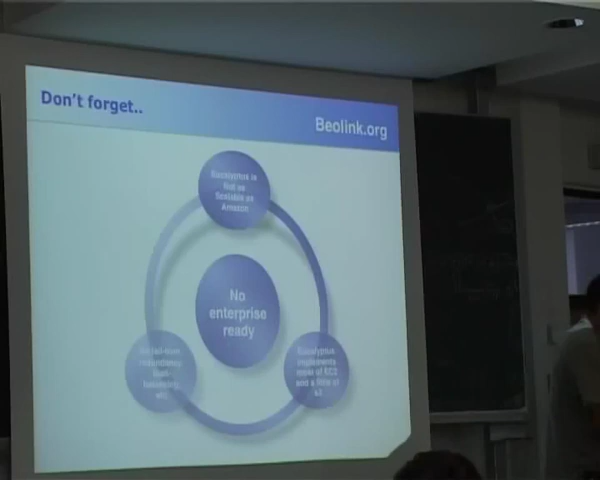 Don't forget..
Beolink.org
Eucalyptus is
Not as
Scalable as
Amazon
No
enterprise
ready
redundancy
Eucalyptus
implements
most of EC2
and a little of
s3